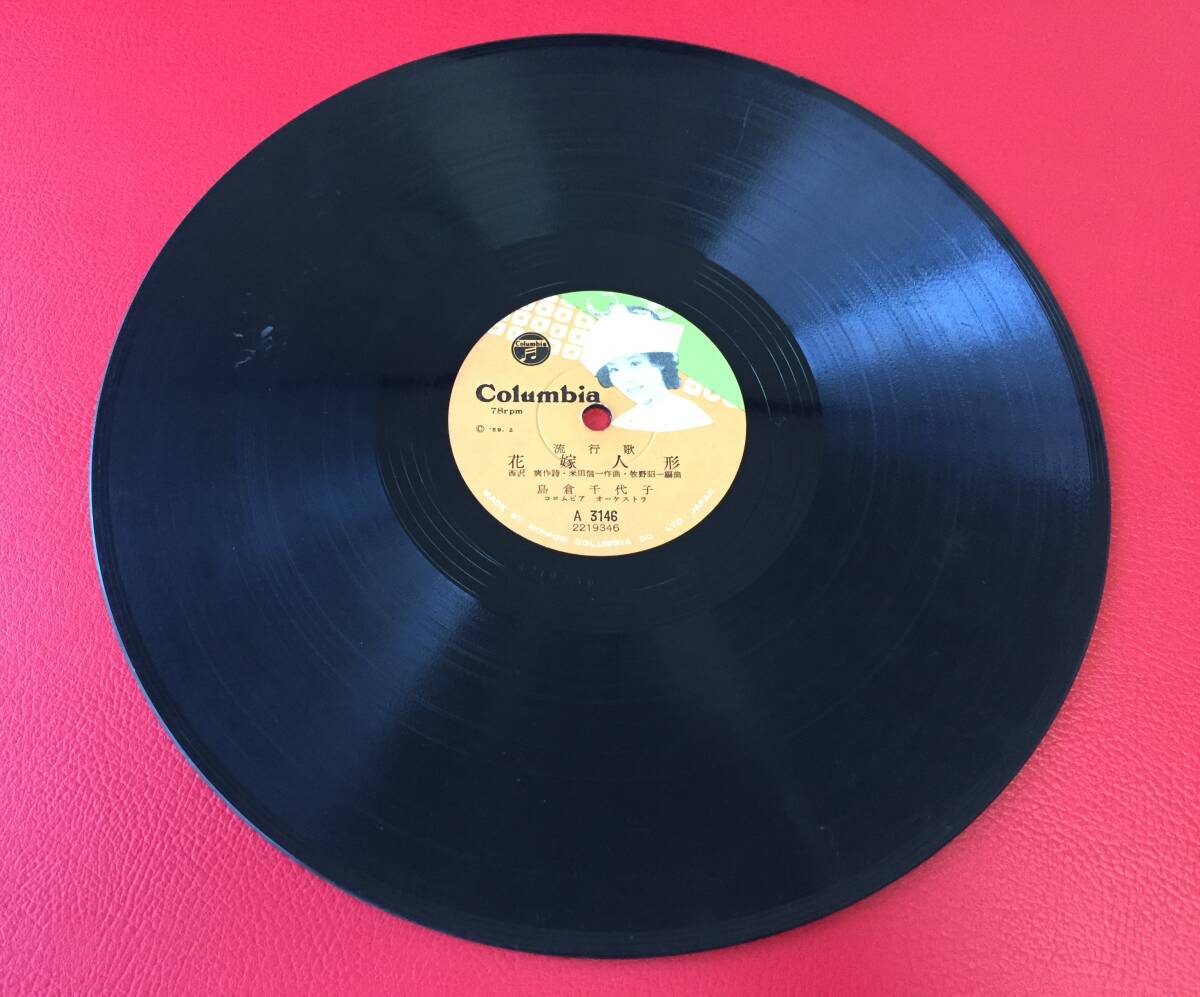 Columbia
Columbia
78rpm
© '59. 2
流行歌
花嫁人形
西沢 爽作詩・米田信一作曲・牧野昭一編曲
島倉千代子
コロムビア オーケストラ
A 3146
2219346
MADE BY NIPPON COLUMBIA CO. LTD. JAPAN